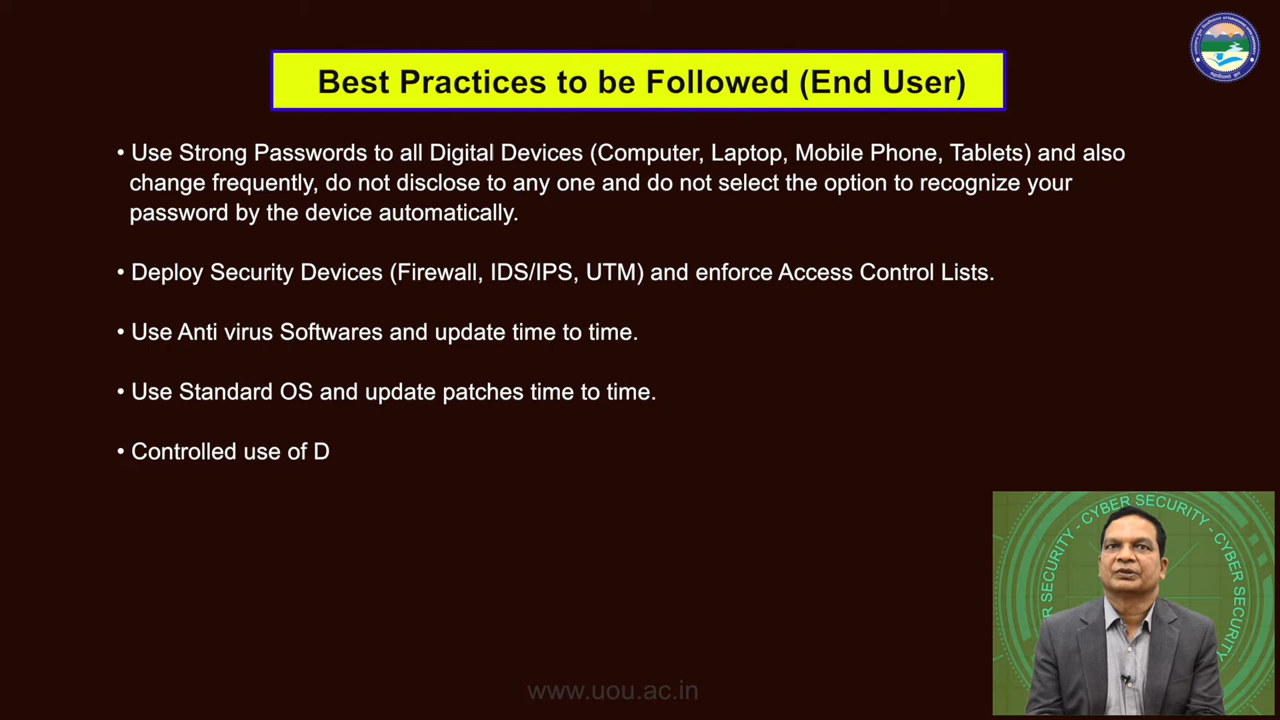 Best Practices to be Followed (End User)
• Use Strong Passwords to all Digital Devices (Computer, Laptop, Mobile Phone, Tablets) and also
change frequently, do not disclose to any one and do not select the option to recognize your
password by the device automatically.
• Deploy Security Devices (Firewall, IDS/IPS, UTM) and enforce Access Control Lists.
• Use Anti virus Softwares and update time to time.
• Use Standard OS and update patches time to time.
• Controlled use of D
CYBER SECURITY - CYBER SECURITY
www.uou.ac.in